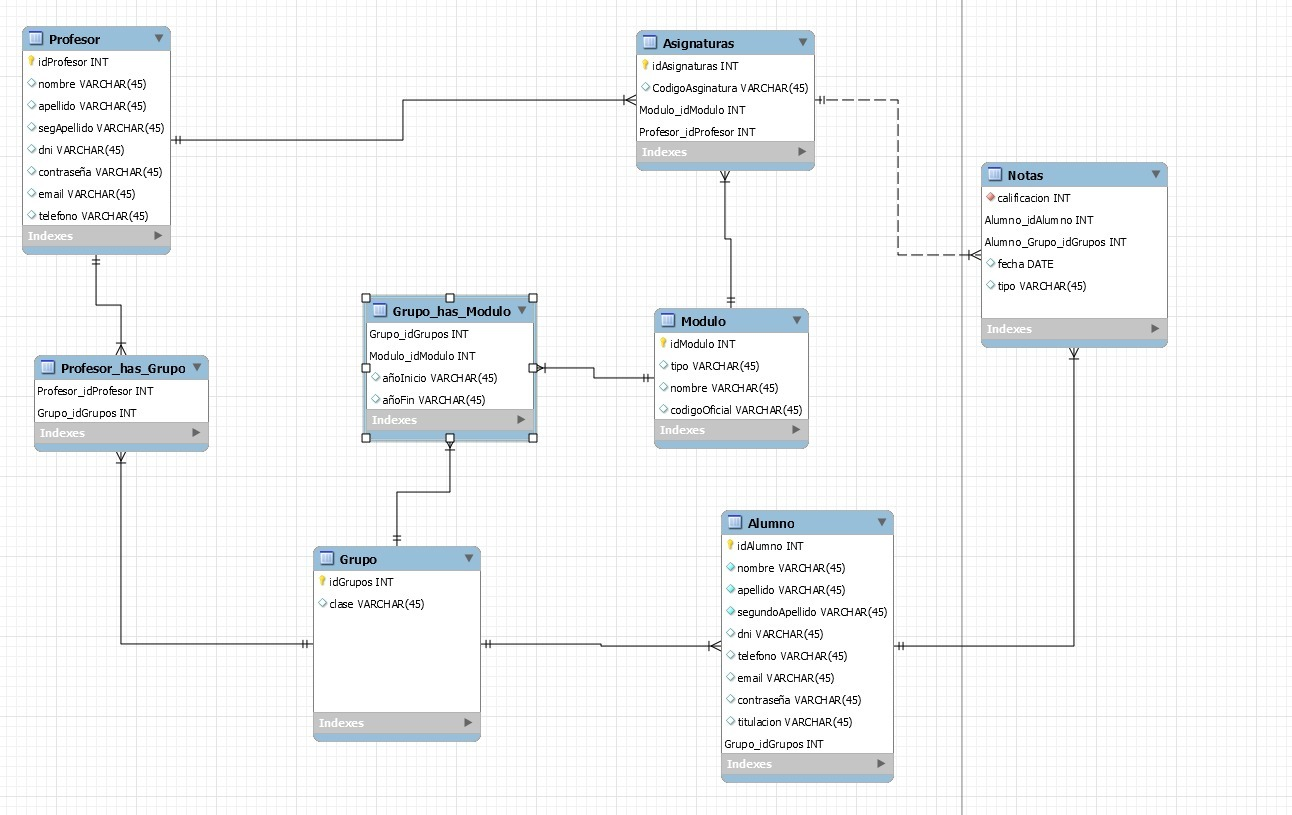 Profesor
idProfesor INT
nombre VARCHAR(45)
apellido VARCHAR(45)
segApellido VARCHAR(45)
dni VARCHAR(45)
contraseña VARCHAR(45)
email VARCHAR(45)
telefono VARCHAR(45)
Indexes
Asignaturas
idAsignaturas INT
CodigoAsginatura VARCHAR(45)
Modulo_idModulo INT
Profesor_idProfesor INT
Indexes
Notas
calificacion INT
Alumno_idAlumno INT
Alumno_Grupo_idGrupos INT
fecha DATE
tipo VARCHAR(45)
Indexes
Grupo_has_Modulo
Grupo_idGrupos INT
Modulo_idModulo INT
añoInicio VARCHAR(45)
añoFin VARCHAR(45)
Indexes
Modulo
idModulo INT
tipo VARCHAR(45)
nombre VARCHAR(45)
codigoOficial VARCHAR(45)
Indexes
Profesor_has_Grupo
Profesor_idProfesor INT
Grupo_idGrupos INT
Indexes
Grupo
idGrupos INT
clase VARCHAR(45)
Indexes
Alumno
idAlumno INT
nombre VARCHAR(45)
apellido VARCHAR(45)
segundoApellido VARCHAR(45)
dni VARCHAR(45)
telefono VARCHAR(45)
email VARCHAR(45)
contraseña VARCHAR(45)
titulacion VARCHAR(45)
Grupo_idGrupos INT
Indexes